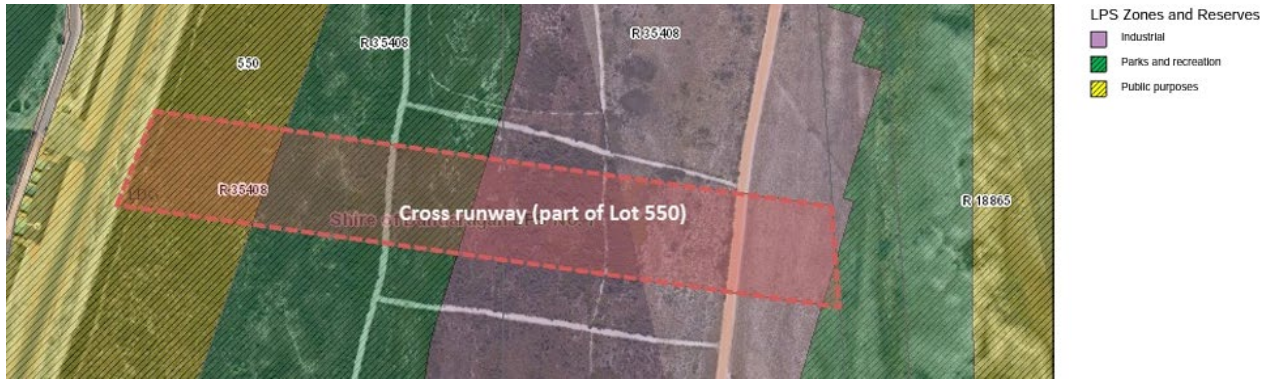 LPS Zones and Reserves
Industrial
Parks and recreation
Public purposes
R 35408
R 35408
550
R 35408
Cross runway (part of Lot 550)
R 18865